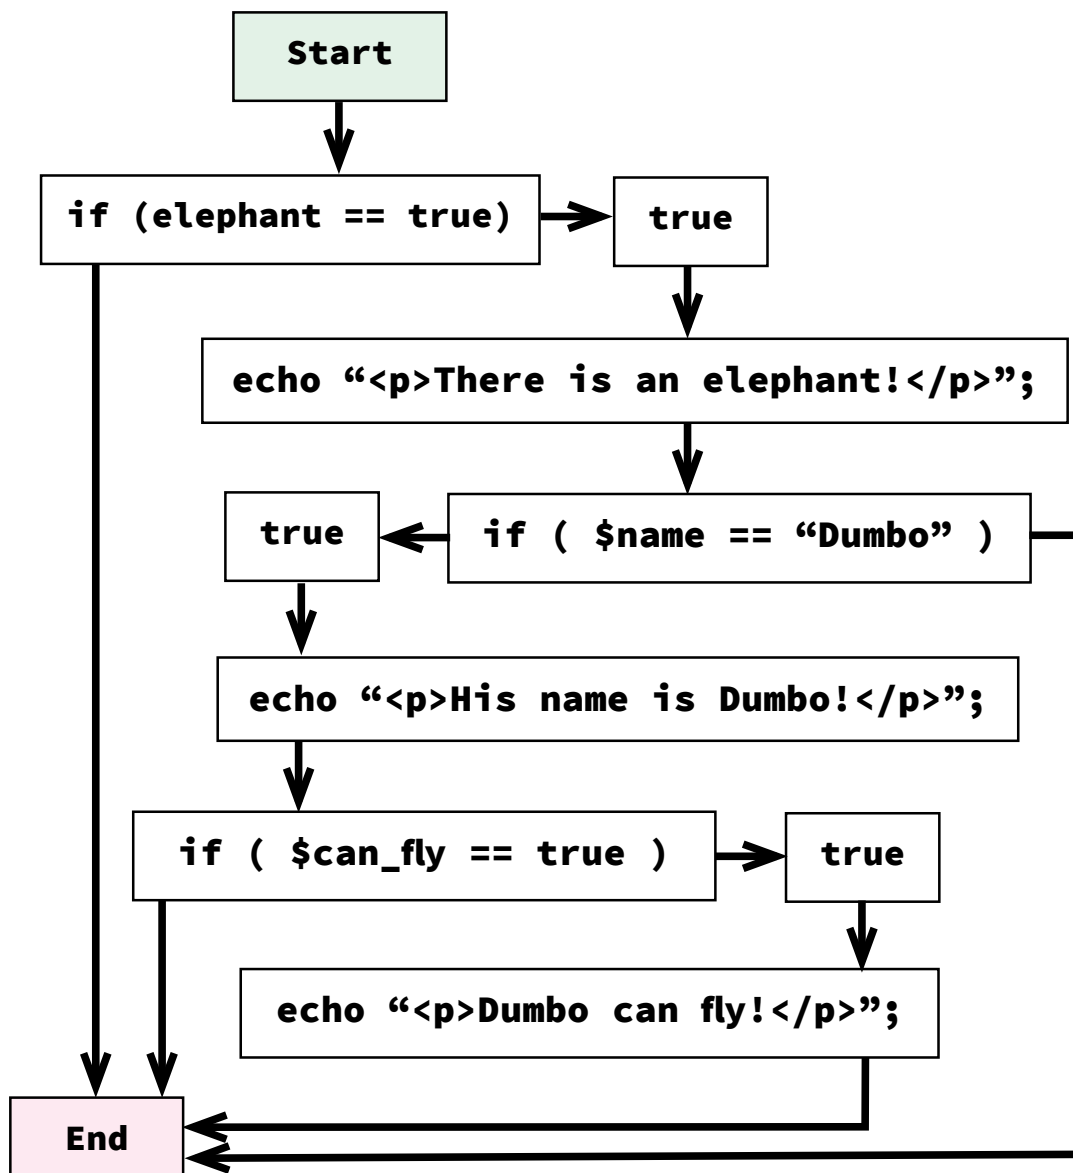 Start
if (elephant == true)
true
echo “<p>There is an elephant!</p>”;
true
if ( $name == “Dumbo” )
echo “<p>His name is Dumbo!</p>”;
if ( $can_fly == true )
true
echo “<p>Dumbo can fly!</p>”;
End